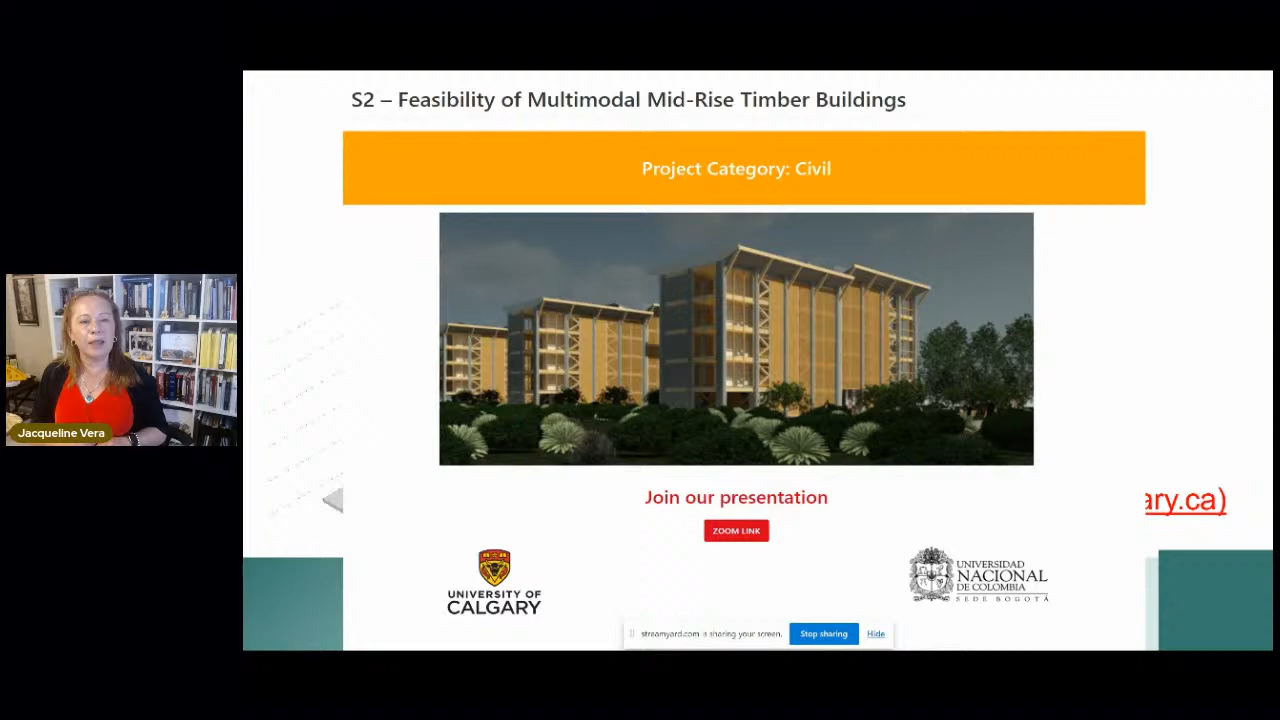 S2 – Feasibility of Multimodal Mid-Rise Timber Buildings
Project Category: Civil
Jacqueline Vera
Join our presentation
ary.ca)
ZOOM LINK
UNIVERSITY OF
CALGARY
UNIVERSIDAD
NACIONAL
DE COLOMBIA
SEDE BOGOTÁ
streamyard.com is sharing your screen.
Stop sharing
Hide